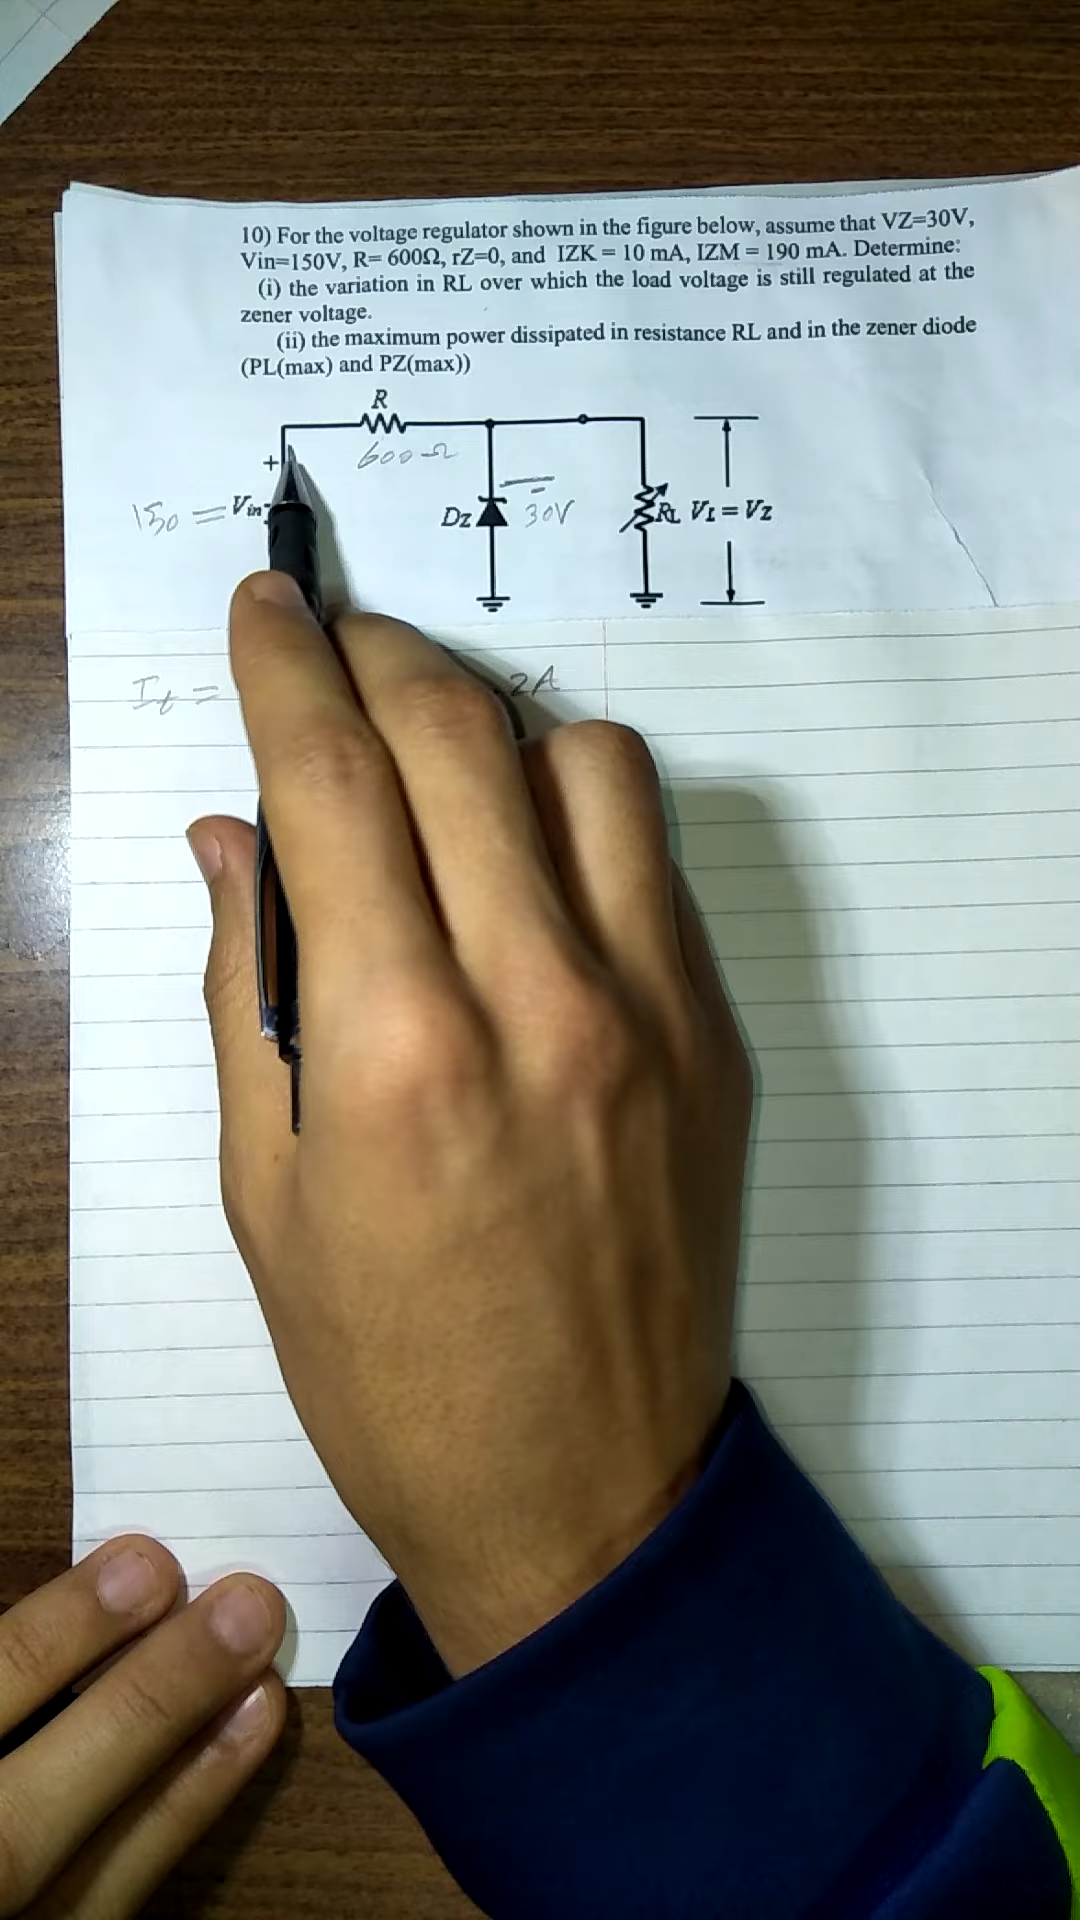 10) For the voltage regulator shown in the figure below, assume that VZ=30V,
Vin=150V, R= 600Ω, rZ=0, and IZK = 10 mA, IZM = 190 mA. Determine:
(i) the variation in RL over which the load voltage is still regulated at the
zener voltage.
(ii) the maximum power dissipated in resistance RL and in the zener diode
(PL(max) and PZ(max))
R
600Ω
+
150 = Vin
Dz
30V
RL VL = VZ
It =
.2A